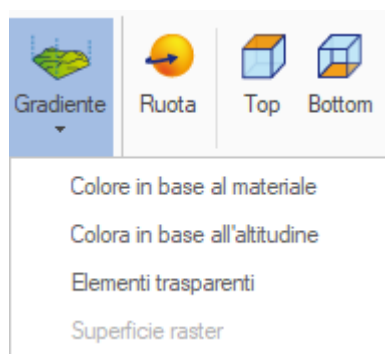 Gradiente Ruota Top Bottom
Colore in base al materiale
Colora in base all'altitudine
Elementi trasparenti
Superficie raster